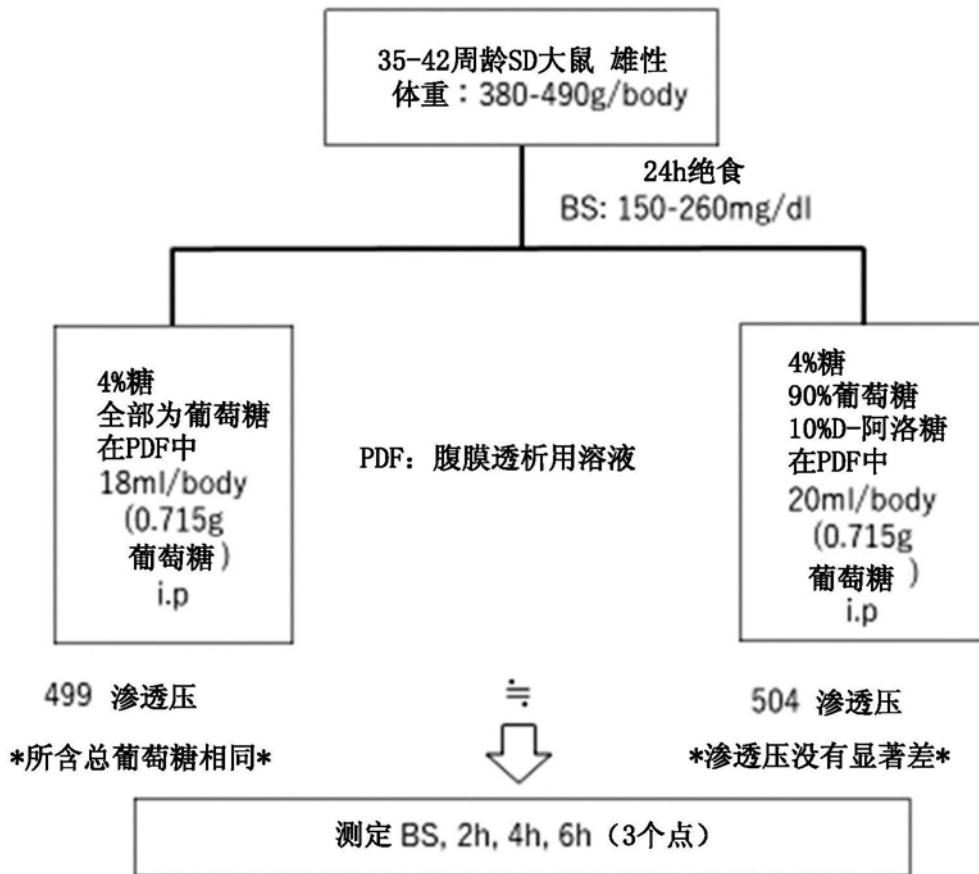 35-42周龄SD大鼠 雄性
体重：380-490g/body
24h绝食
BS: 150-260mg/dl
4%糖
全部为葡萄糖
在PDF中
18ml/body
(0.715g
葡萄糖)
i.p
PDF: 腹膜透析用溶液
4%糖
90%葡萄糖
10%D-阿洛糖
在PDF中
20ml/body
(0.715g
葡萄糖)
i.p
499 渗透压
≒
504 渗透压
*所含总葡萄糖相同*
*渗透压没有显著差*
测定 BS, 2h, 4h, 6h（3个点）